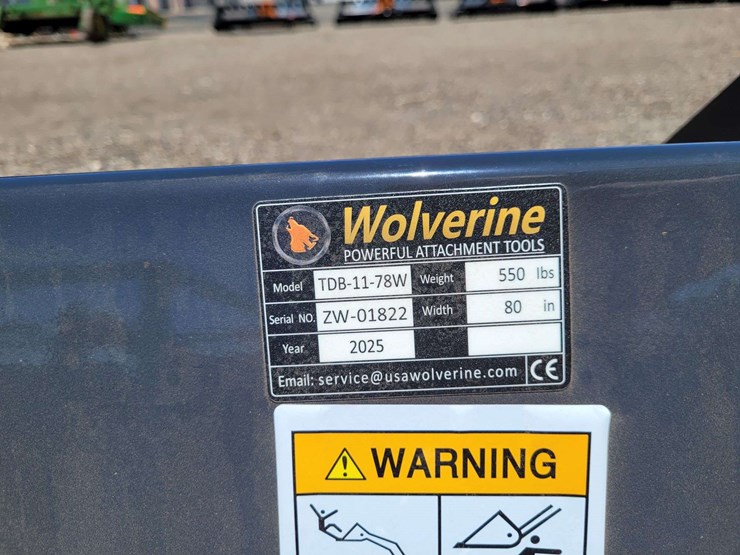 Wolverine
POWERFUL ATTACHMENT TOOLS
Model TDB-11-78W Weight 550 lbs
Serial NO. ZW-01822 Width 80 in
Year 2025
Email: service@usawolverine.com CE
WARNING